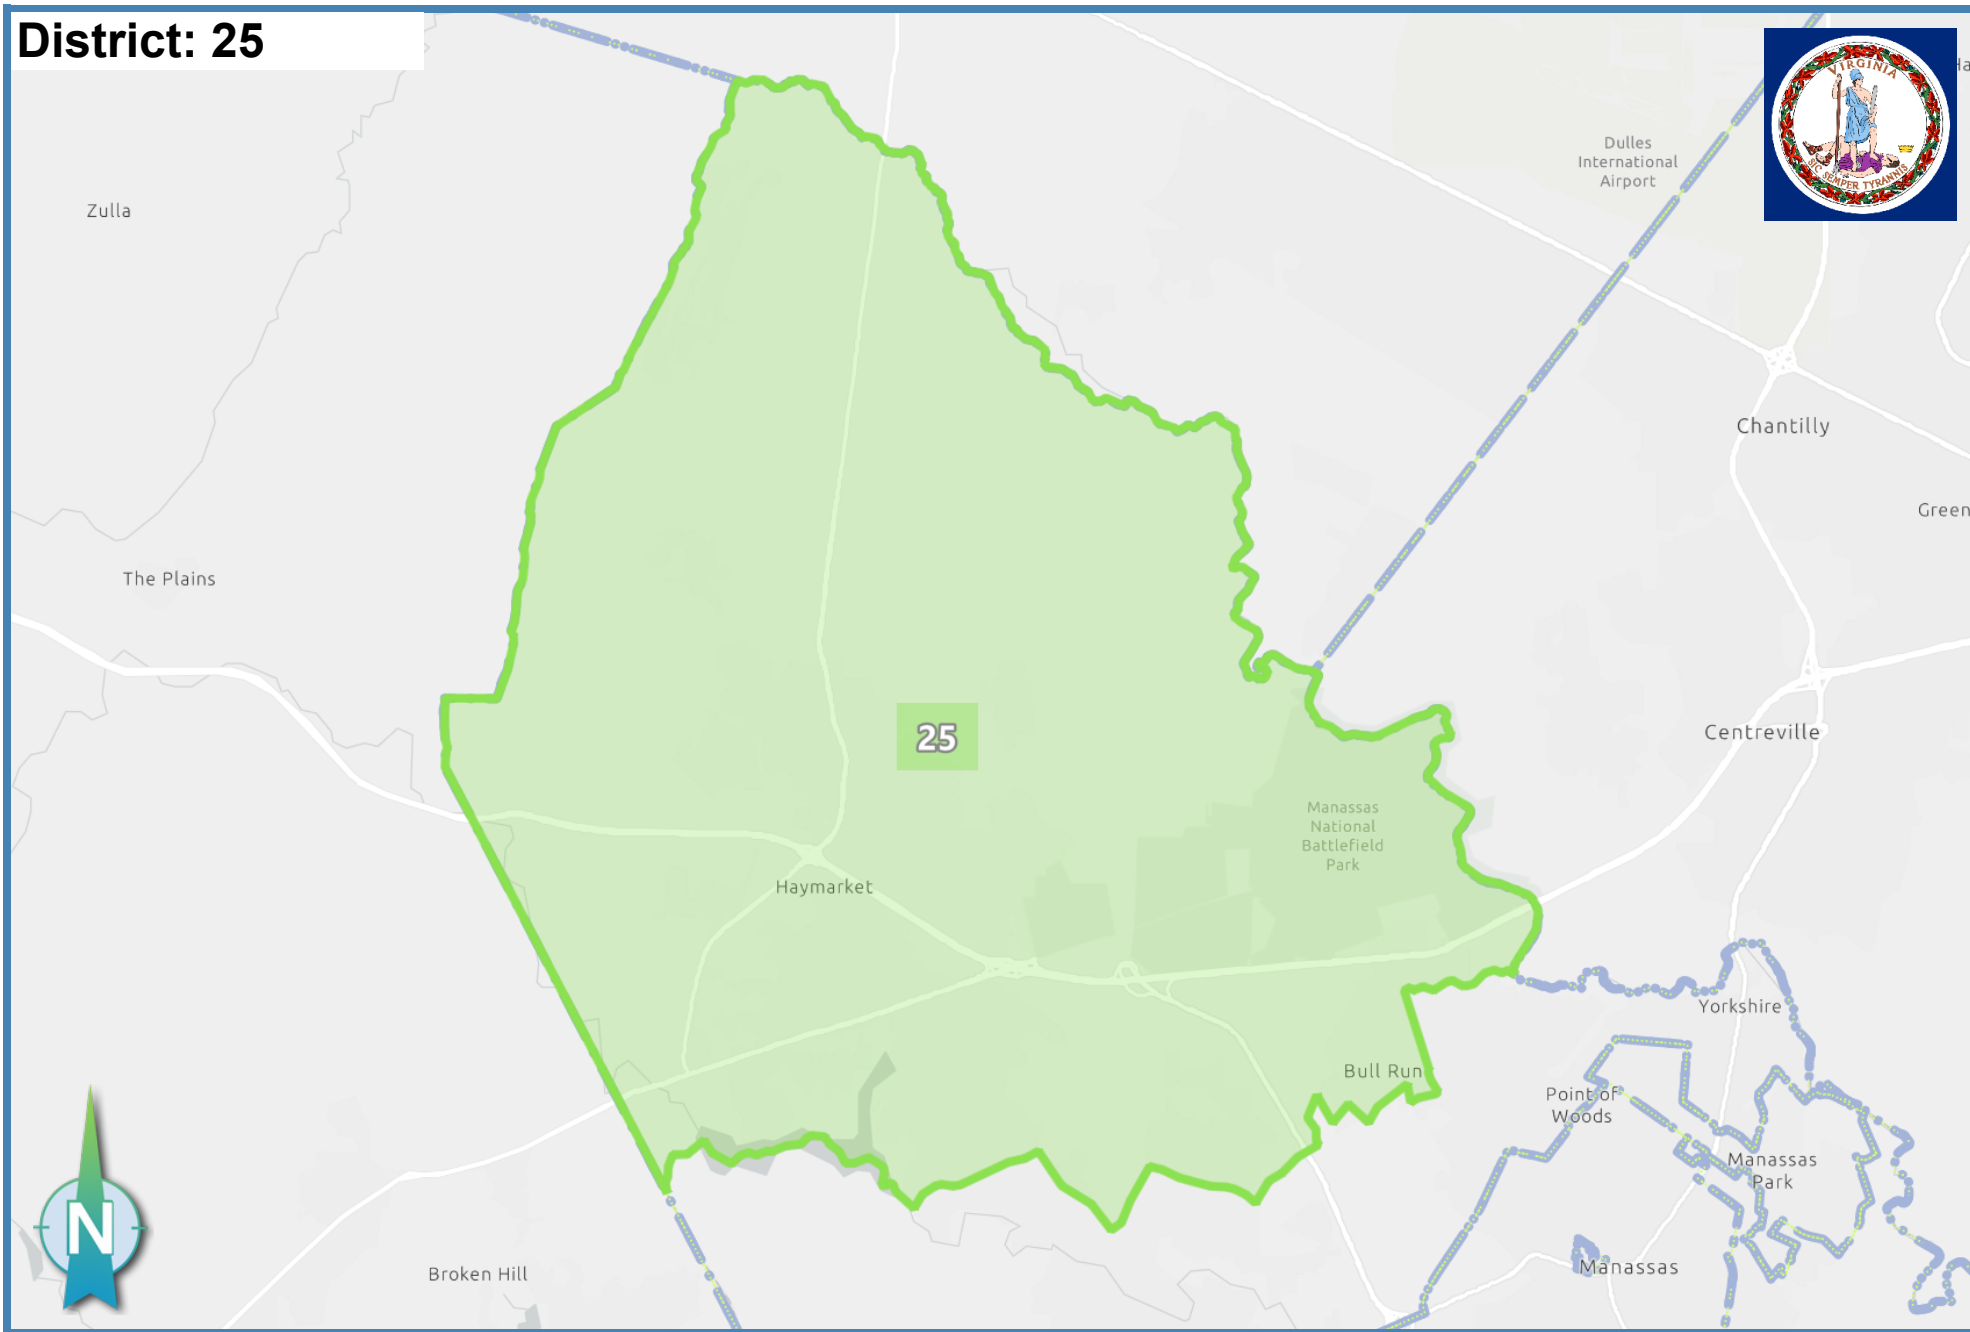 District: 25
VIRGINIA
SIC SEMPER TYRANNIS
Dulles
International
Airport
Zulla
Chantilly
Green
The Plains
25
Centreville
Manassas
National
Battlefield
Park
Haymarket
Yorkshire
Bull Run
Point of
Woods
Manassas
Park
N
Broken Hill
Manassas